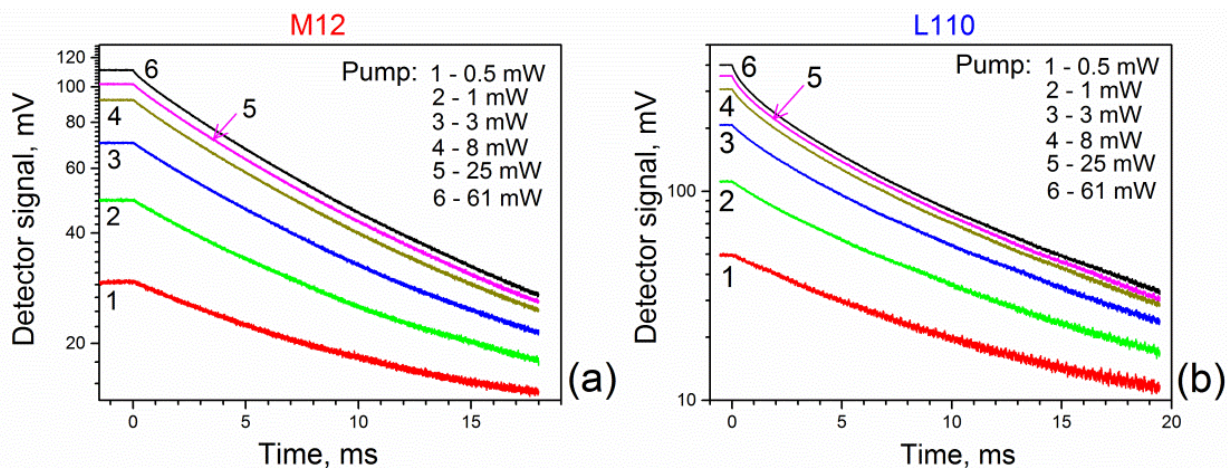 M12
Detector signal, mV
120
100
80
60
40
20
6
5
4
3
2
1
Pump: 1 - 0.5 mW
2 - 1 mW
3 - 3 mW
4 - 8 mW
5 - 25 mW
6 - 61 mW
0
5
10
15
Time, ms
(a)
L110
Detector signal, mV
100
10
6
5
4
3
2
1
Pump: 1 - 0.5 mW
2 - 1 mW
3 - 3 mW
4 - 8 mW
5 - 25 mW
6 - 61 mW
0
5
10
15
20
Time, ms
(b)